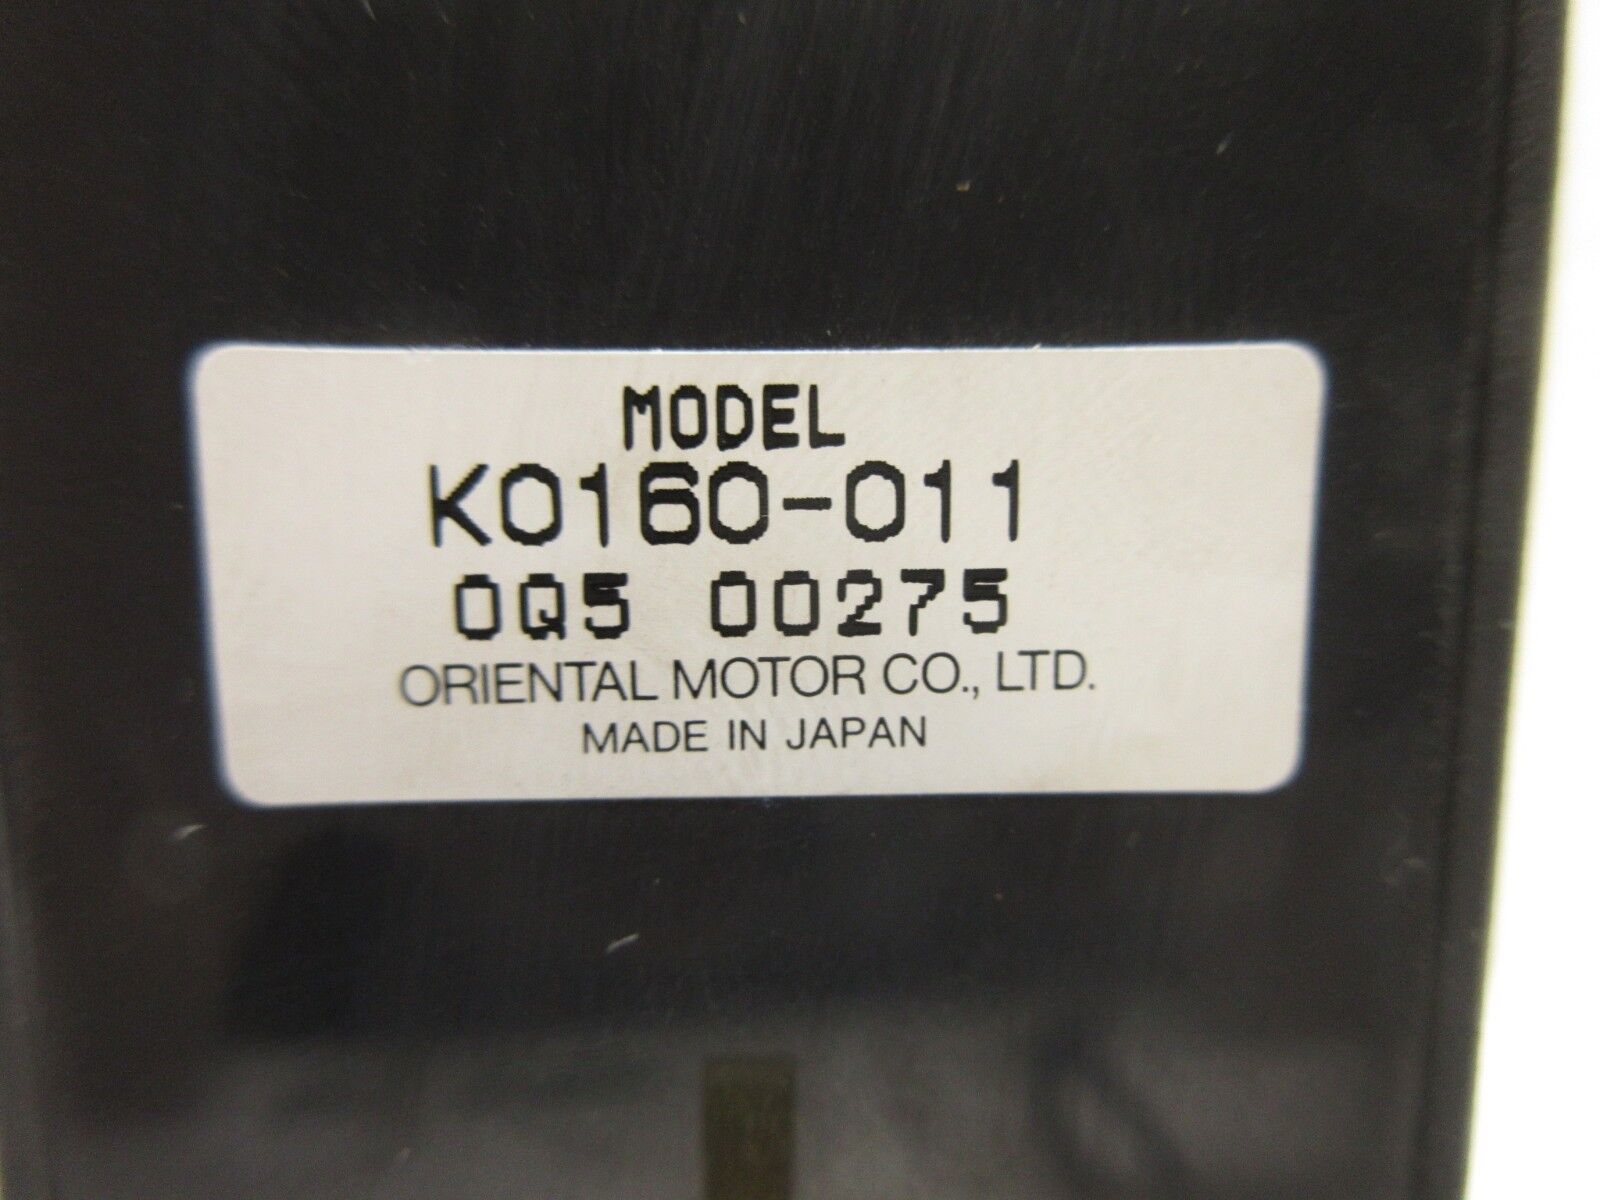 MODEL
K0160-011
0Q5 00275
ORIENTAL MOTOR CO., LTD.
MADE IN JAPAN